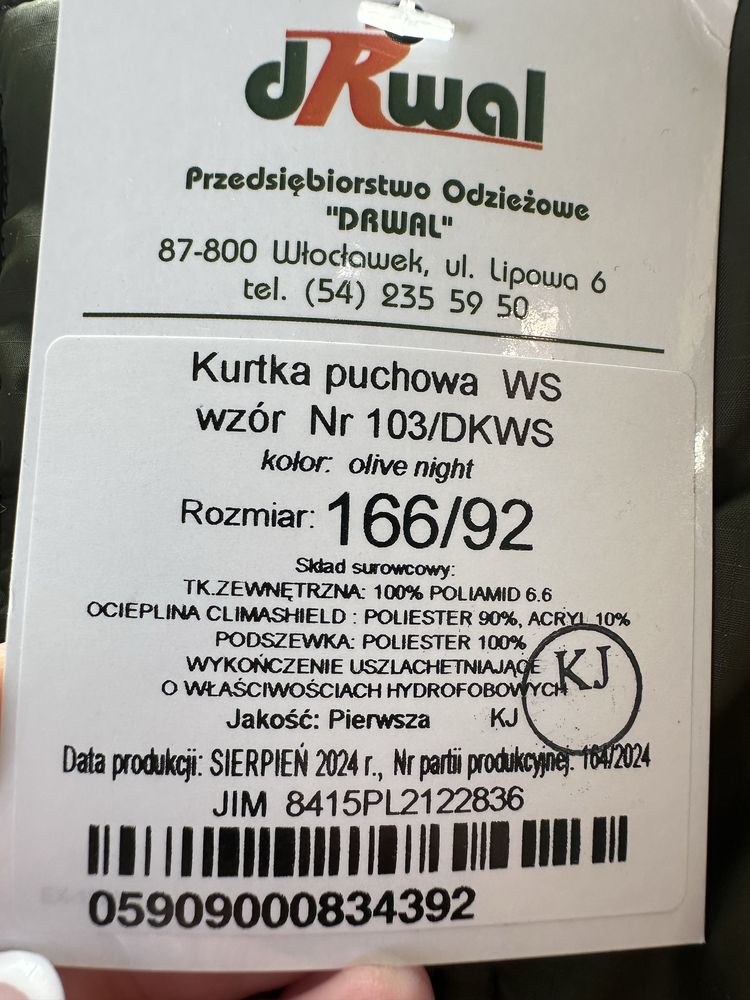 dRwal
Przedsiębiorstwo Odzieżowe
"DRWAL"
87-800 Włocławek, ul. Lipowa 6
tel. (54) 235 59 50
Kurtka puchowa WS
wzór Nr 103/DKWS
kolor: olive night
Rozmiar: 166/92
Skład surowcowy:
TK.ZEWNĘTRZNA: 100% POLIAMID 6.6
OCIEPLINA CLIMASHIELD : POLIESTER 90%, ACRYL 10%
PODSZEWKA: POLIESTER 100%
WYKOŃCZENIE USZLACHETNIAJĄCE
O WŁAŚCIWOŚCIACH HYDROFOBOWYCH
KJ
Jakość: Pierwsza KJ
Data produkcji: SIERPIEŃ 2024 r., Nr partii produkcyjnej: 164/2024
JIM 8415PL2122836
05909000834392